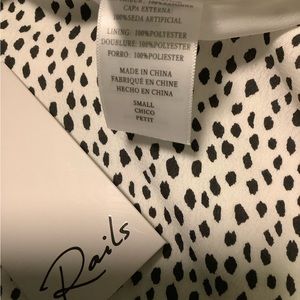 CAPA EXTERNA:
100%SEDA ARTIFICIAL
LINING: 100%POLYESTER
DOUBLURE: 100%POLYESTER
FORRO: 100%POLIESTER
MADE IN CHINA
FABRIQUÉ EN CHINE
HECHO EN CHINA
SMALL
CHICO
PETIT
Rails